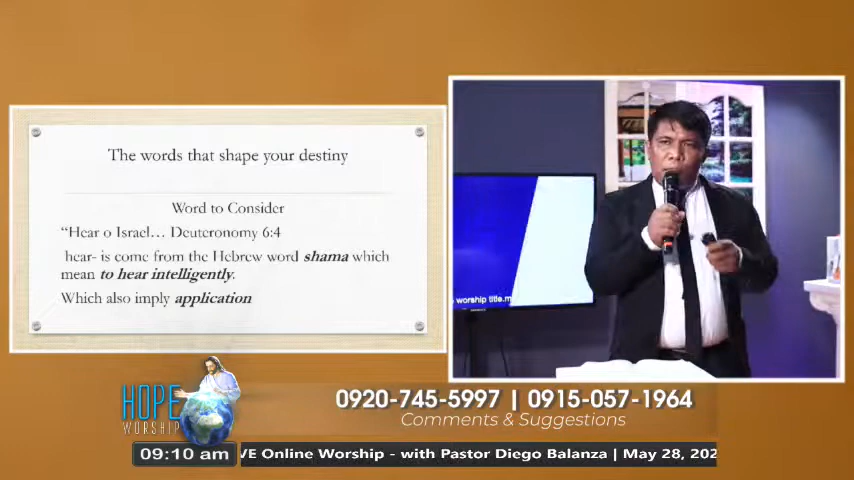 The words that shape your destiny
Word to Consider
“Hear o Israel… Deuteronomy 6:4
hear- is come from the Hebrew word shama which
mean to hear intelligently.
Which also imply application
worship title.m
HOPE
WORSHIP
0920-745-5997 | 0915-057-1964
Comments & Suggestions
09:10 am
VE Online Worship - with Pastor Diego Balanza | May 28, 202